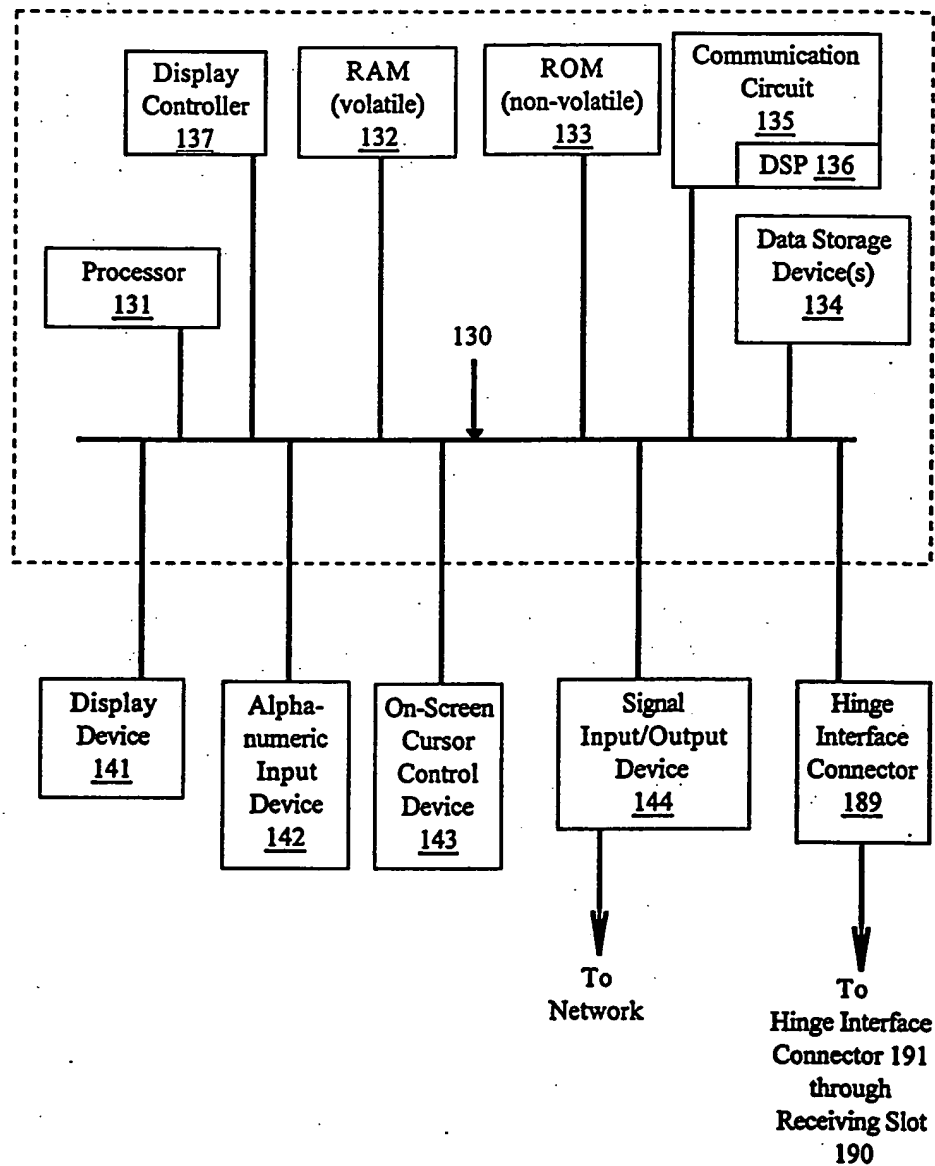 Display
Controller
137
RAM
(volatile)
132
ROM
(non-volatile)
133
Communication
Circuit
135
DSP 136
Processor
131
Data Storage
Device(s)
134
130
Display
Device
141
Alpha-
numeric
Input
Device
142
On-Screen
Cursor
Control
Device
143
Signal
Input/Output
Device
144
Hinge
Interface
Connector
189
To
Network
To
Hinge Interface
Connector 191
through
Receiving Slot
190